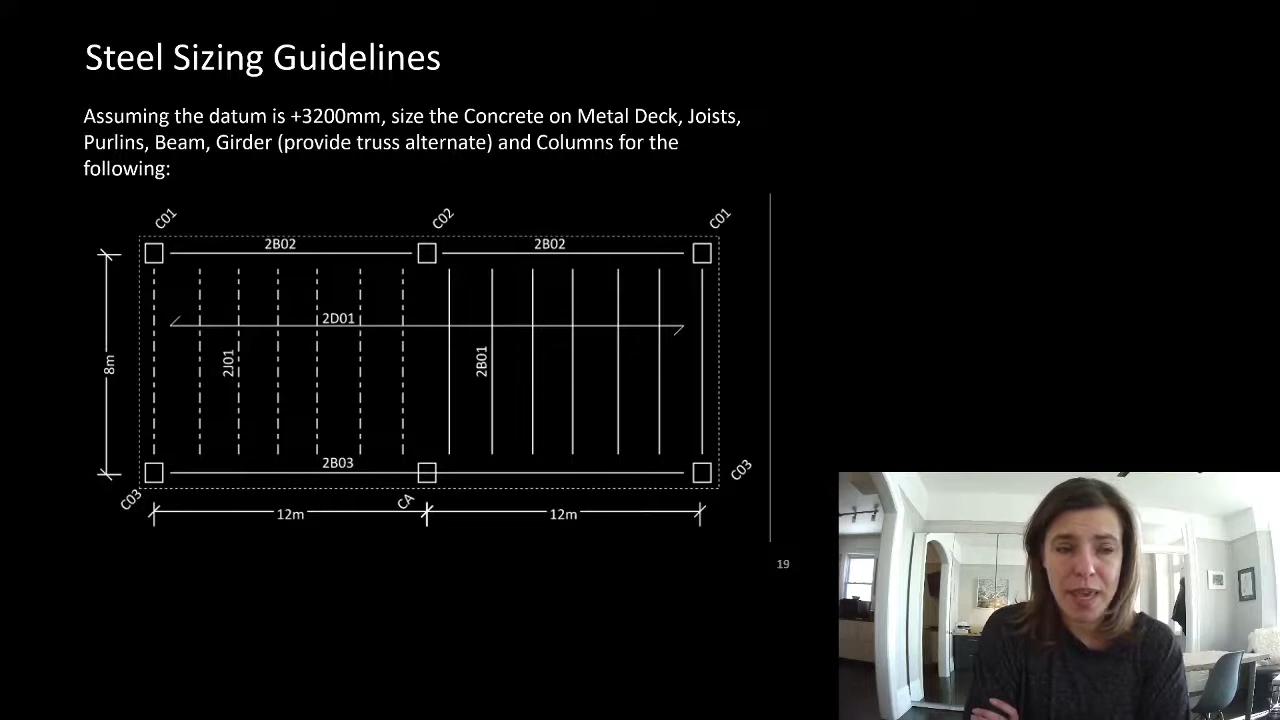 Steel Sizing Guidelines
Assuming the datum is +3200mm, size the Concrete on Metal Deck, Joists,
Purlins, Beam, Girder (provide truss alternate) and Columns for the
following:
C01
C02
C01
2B02
2B02
2D01
8m
2J01
2B01
2B03
C03
CA
C03
12m
12m
19